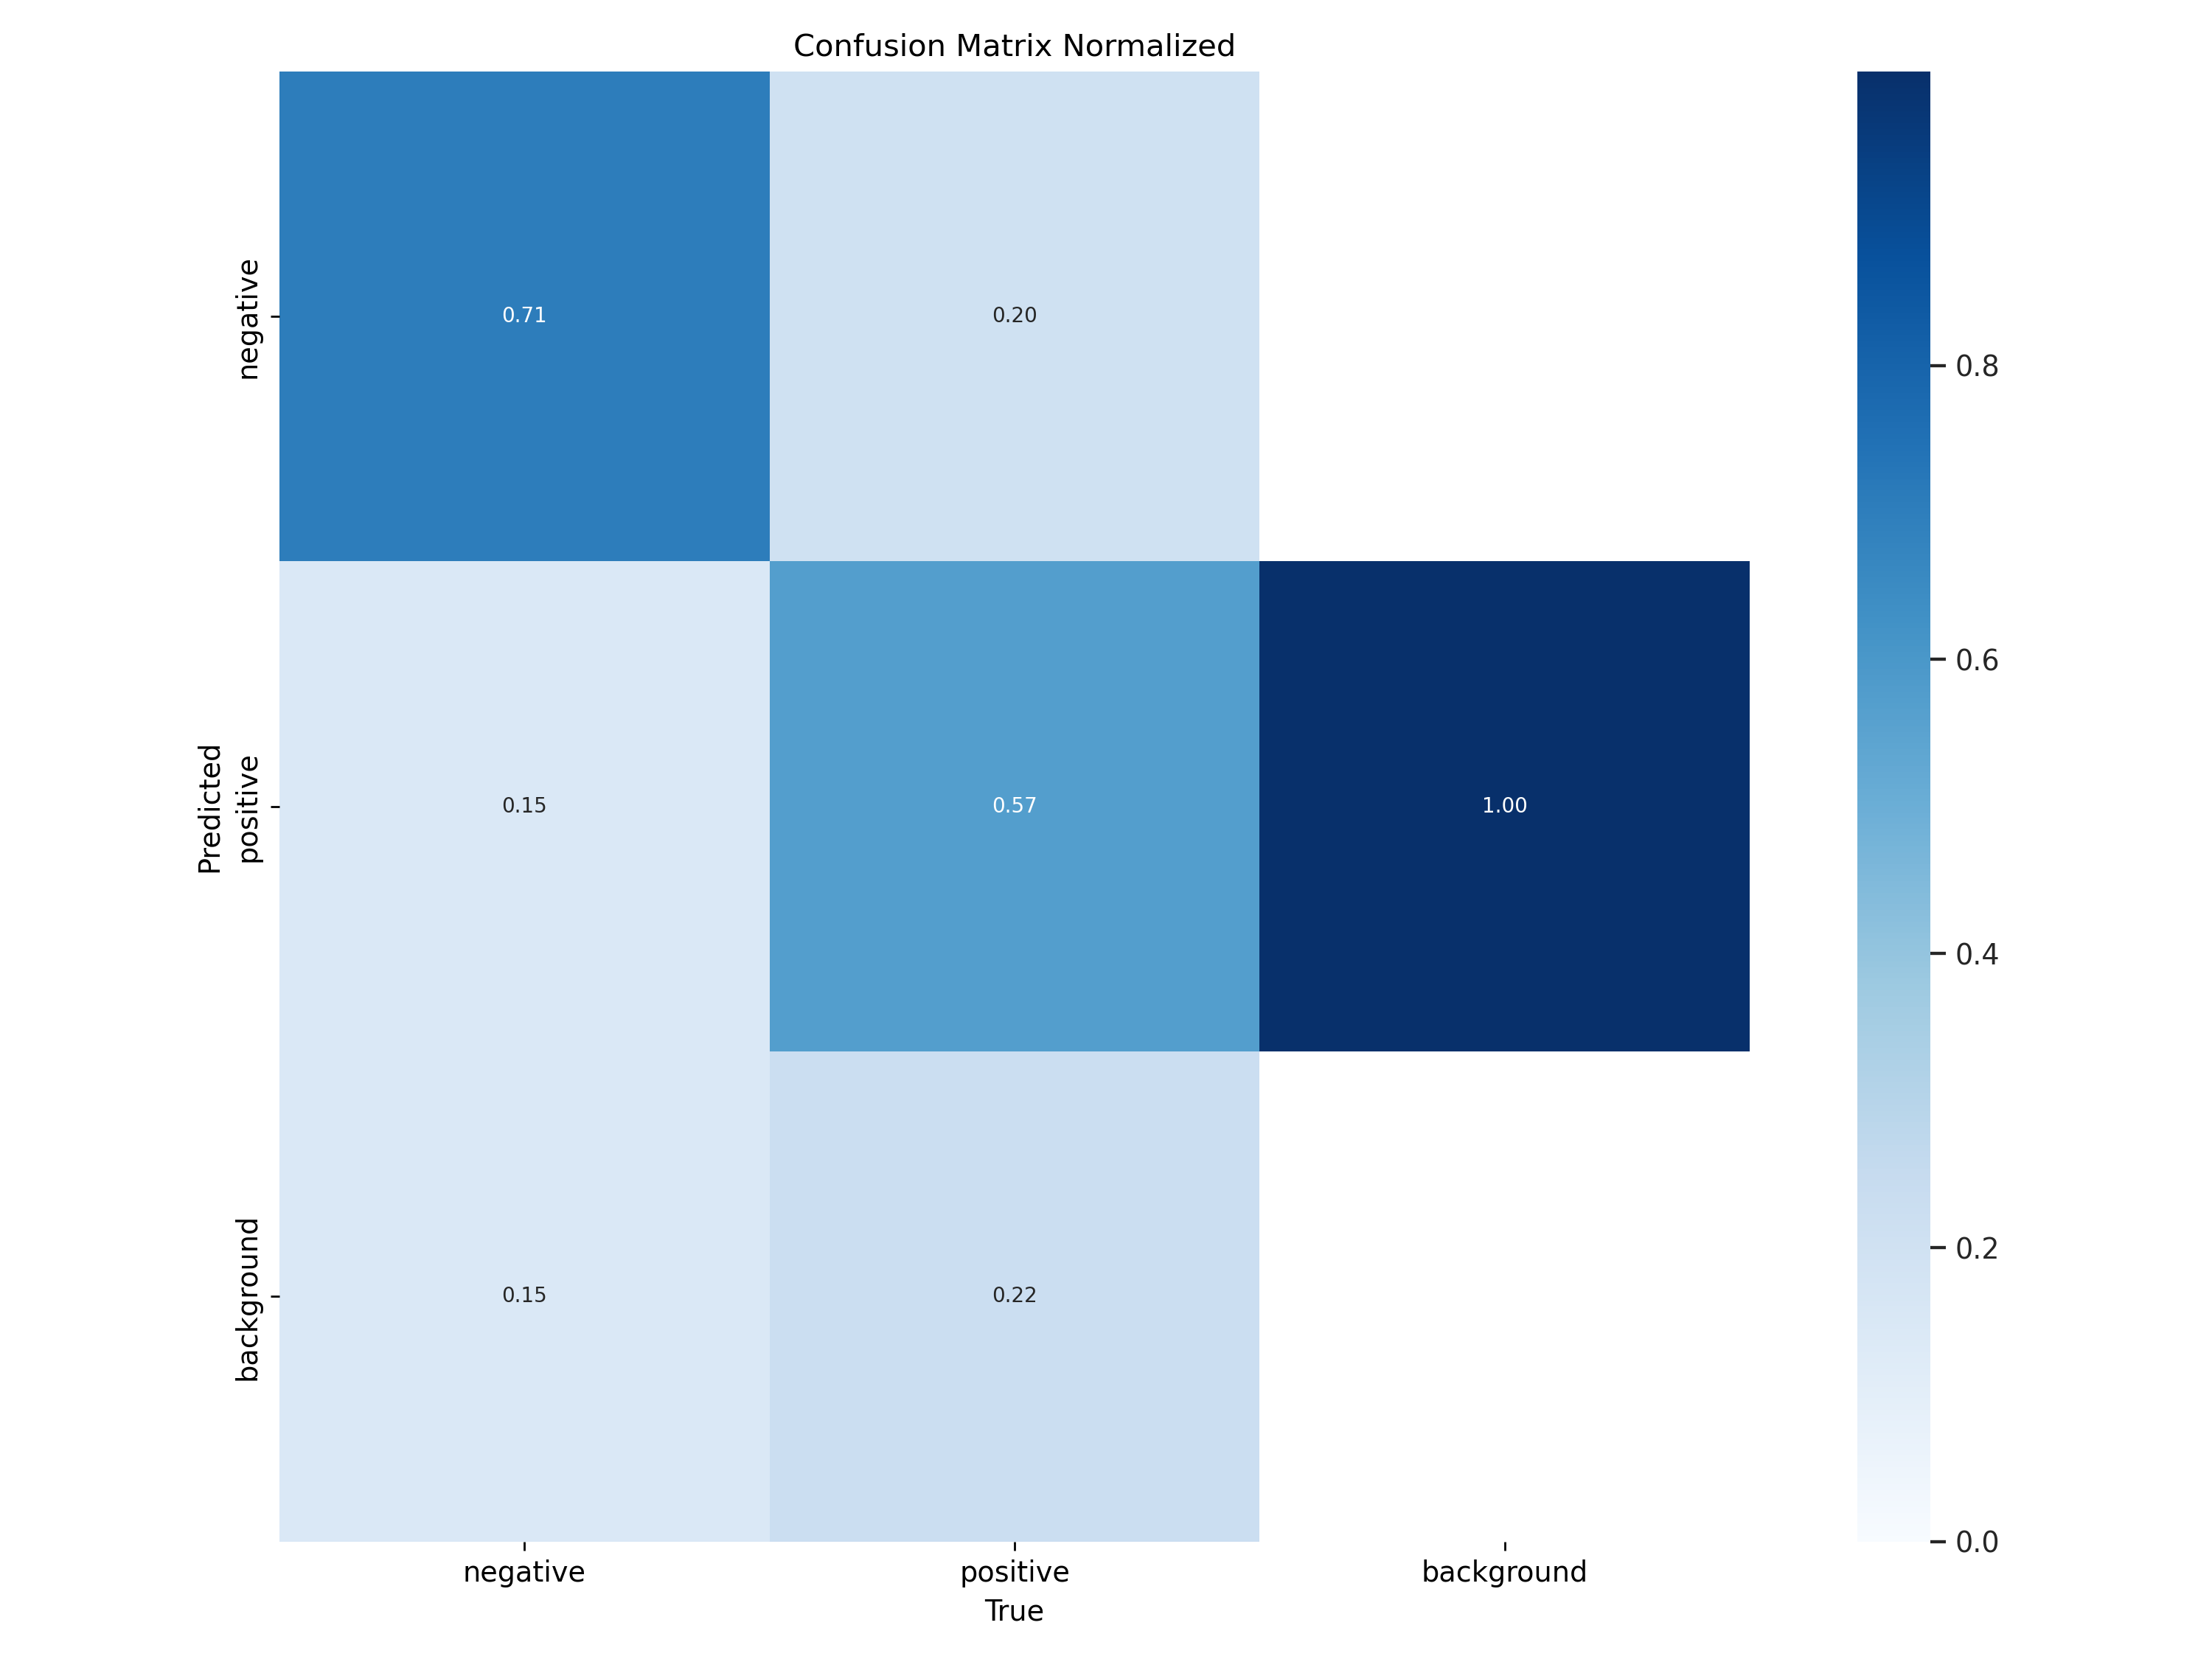 Confusion Matrix Normalized
negative
0.71
0.20
Predicted
positive
0.15
0.57
1.00
background
0.15
0.22
negative
positive
background
True
0.8
0.6
0.4
0.2
0.0